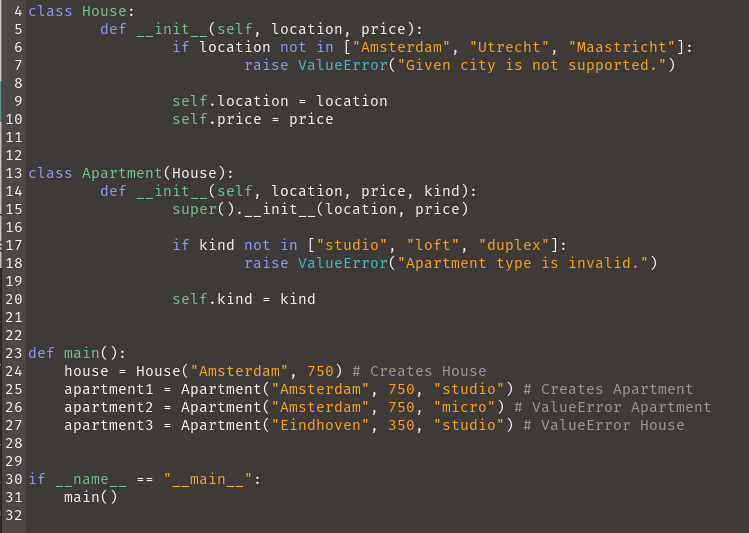 4 class House:
5         def __init__(self, location, price):
6                 if location not in ["Amsterdam", "Utrecht", "Maastricht"]:
7                         raise ValueError("Given city is not supported.")
8
9                 self.location = location
10                 self.price = price
11
12
13 class Apartment(House):
14         def __init__(self, location, price, kind):
15                 super().__init__(location, price)
16
17                 if kind not in ["studio", "loft", "duplex"]:
18                         raise ValueError("Apartment type is invalid.")
19
20                 self.kind = kind
21
22
23 def main():
24     house = House("Amsterdam", 750) # Creates House
25     apartment1 = Apartment("Amsterdam", 750, "studio") # Creates Apartment
26     apartment2 = Apartment("Amsterdam", 750, "micro") # ValueError Apartment
27     apartment3 = Apartment("Eindhoven", 350, "studio") # ValueError House
28
29
30 if __name__ == "__main__":
31     main()
32